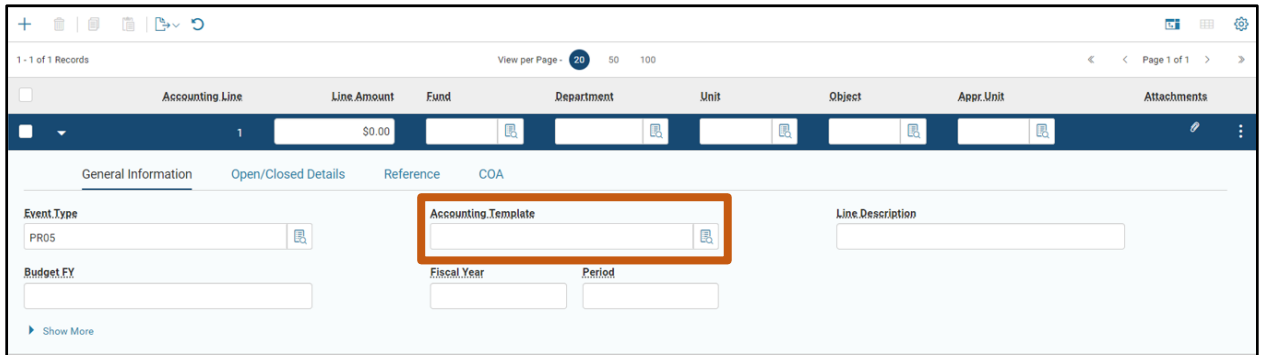 1 - 1 of 1 Records View per Page - 20 50 100 Page 1 of 1
Accounting Line Line Amount Fund Department Unit Object Appr Unit Attachments
1 $0.00
General Information Open/Closed Details Reference COA
Event Type Accounting Template Line Description
PR05
Budget FY Fiscal Year Period
Show More